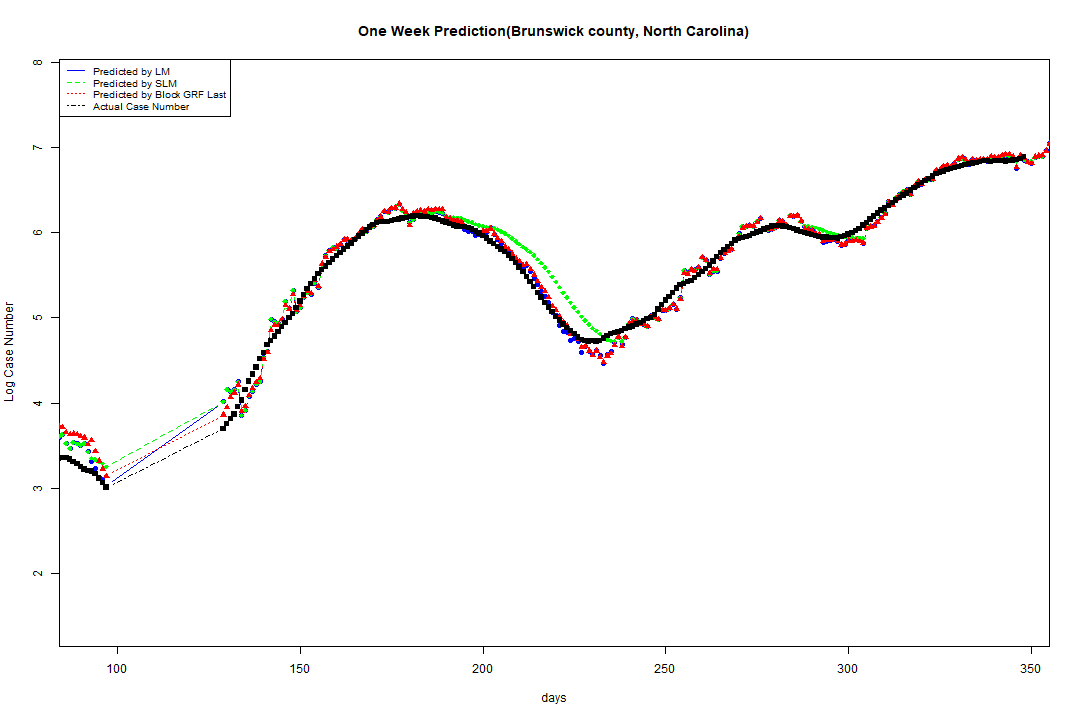 One Week Prediction(Brunswick county, North Carolina)
Predicted by LM
Predicted by SLM
Predicted by Block GRF Last
Actual Case Number
Log Case Number
8
7
6
5
4
3
2
100 150 200 250 300 350
days